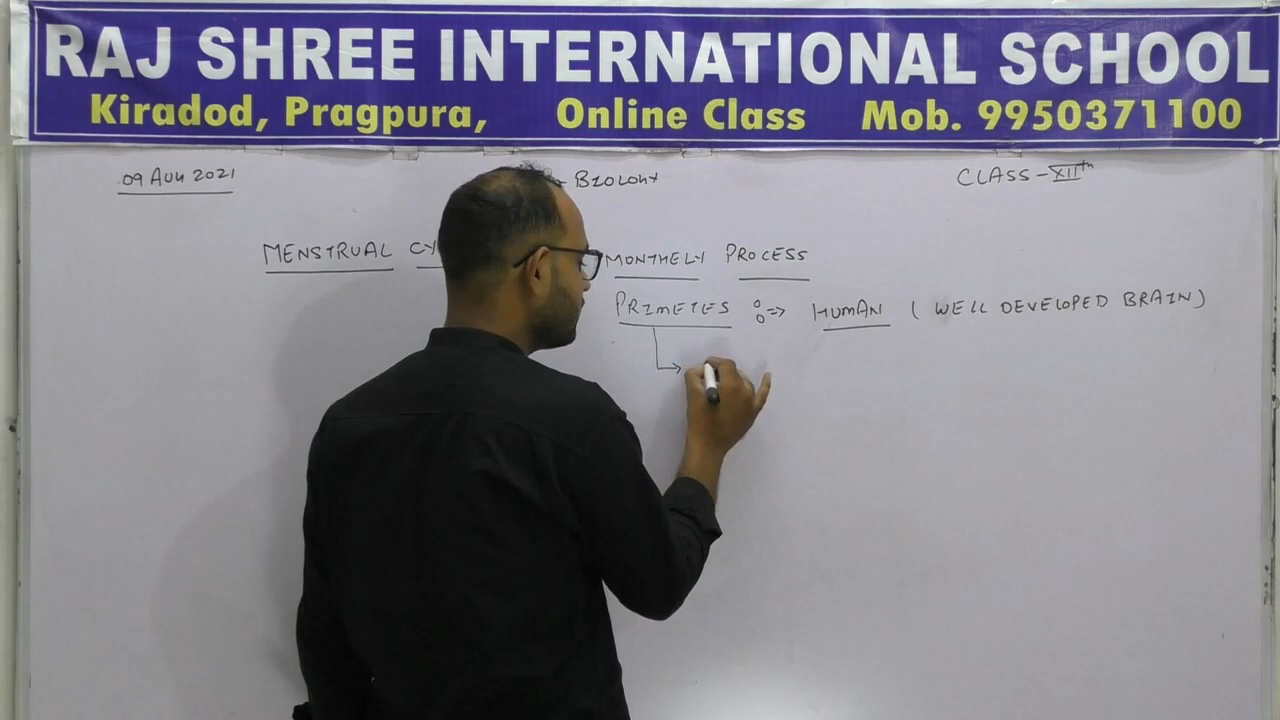 RAJ SHREE INTERNATIONAL SCHOOL
Kiradod, Pragpura, Online Class Mob. 9950371100
09 AUG 2021 - BIOLOGY CLASS - XIIth
MENSTRUAL CY MONTHELY PROCESS
PRIMETES : => HUMAN ( WELL DEVELOPED BRAIN)